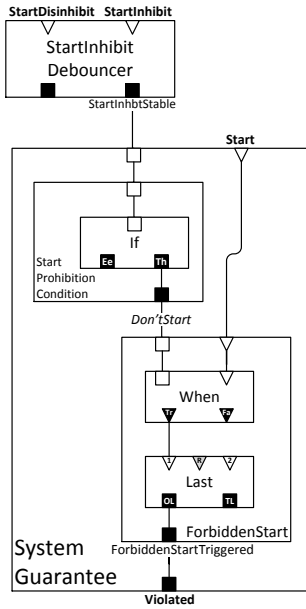 StartDisinhibit StartInhibit
StartInhibit
Debouncer
StartInhbtStable
Start
If
Ee Th
Start
Prohibition
Condition
Don'tStart
When
Tr Fa
1 R 2
Last
OL TL
ForbiddenStart
ForbiddenStartTriggered
System
Guarantee
Violated